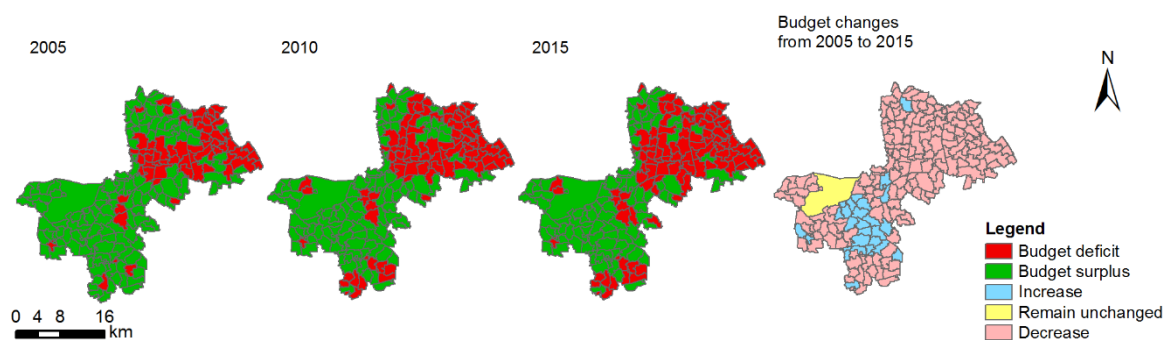 2005
2010
2015
Budget changes
from 2005 to 2015
N
Legend
Budget deficit
Budget surplus
Increase
Remain unchanged
Decrease
0 4 8 16
km